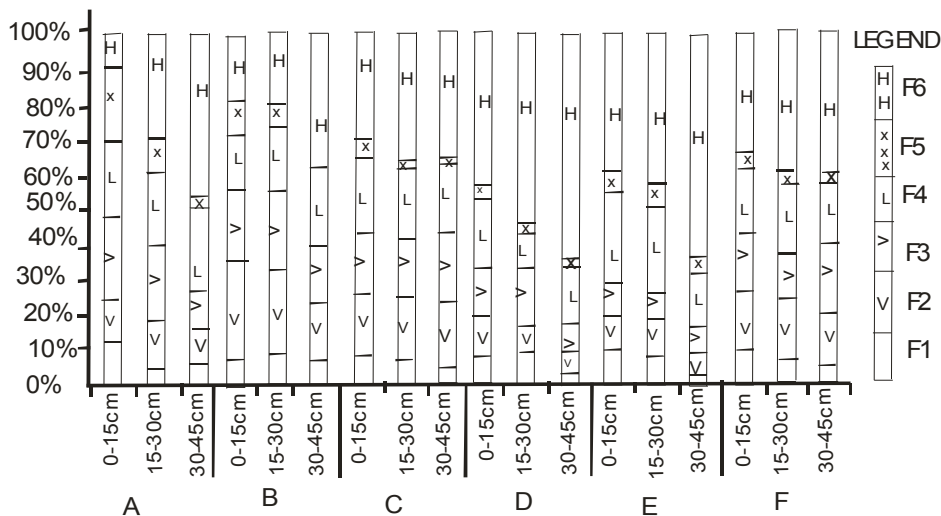 100%
90%
80%
70%
60%
50%
40%
30%
20%
10%
0%
H H H H H H H H H H H H H H H H H H
x x x x x x x x x x x x x x x x x
L L L L L L L L L L L L L L L L L L
> > > > > > > > > > > > > > > > > >
V V V V V V V V V V V V V V V V V V
LEGEND
H
H F6
x
x
x F5
L F4
> F3
V F2
F1
0-15cm 15-30cm 30-45cm 0-15cm 15-30cm 30-45cm 0-15cm 15-30cm 30-45cm 0-15cm 15-30cm 30-45cm 0-15cm 15-30cm 30-45cm 0-15cm 15-30cm 30-45cm
A B C D E F